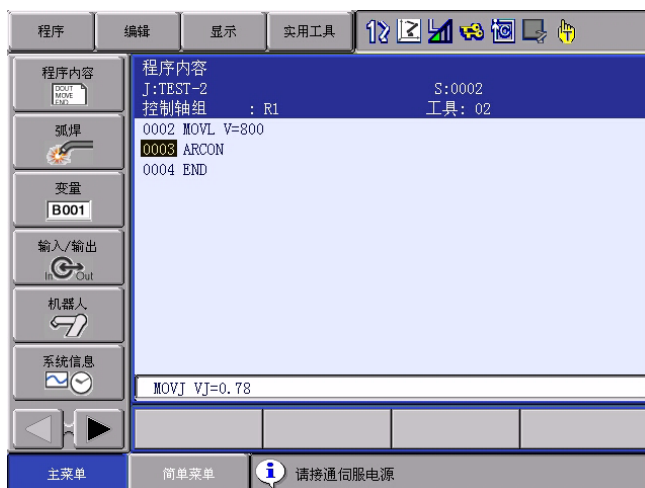 程序 编辑 显示 实用工具
程序内容
DOUT
MOVE
END
弧焊
变量
B001
输入/输出
In Out
机器人
系统信息
程序内容
J:TEST-2 S:0002
控制轴组 : R1 工具: 02
0002 MOVL V=800
0003 ARCON
0004 END
MOVJ VJ=0.78
主菜单 简单菜单 请接通伺服电源